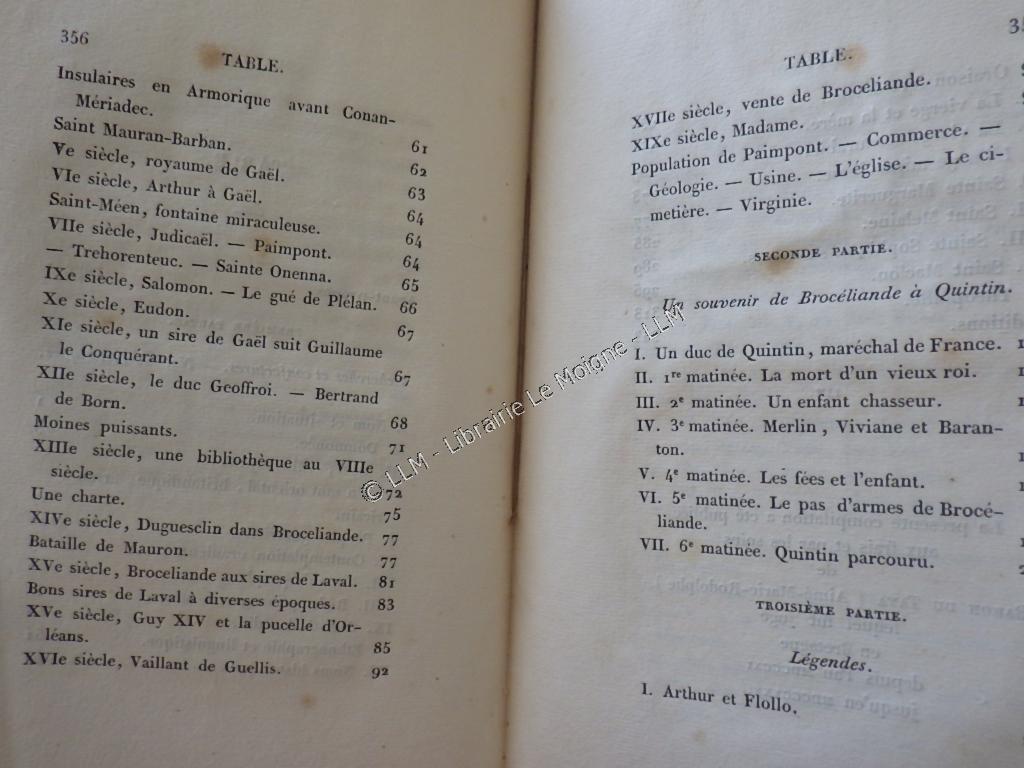 356
TABLE.
Insulaires en Armorique avant Conan-
Mériadec. 61
Saint Mauran-Barban. 62
Ve siècle, royaume de Gaël. 63
VIe siècle, Arthur à Gaël. 64
Saint-Méen, fontaine miraculeuse. 64
VIIe siècle, Judicaël. — Paimpont. 64
— Trehorenteuc. — Sainte Onenna. 65
IXe siècle, Salomon. — Le gué de Plélan. 66
Xe siècle, Eudon. 67
XIe siècle, un sire de Gaël suit Guillaume
le Conquérant. 67
XIIe siècle, le duc Geoffroi. — Bertrand
de Born. 68
Moines puissants. 71
XIIIe siècle, une bibliothèque au VIIIe
siècle. 72
Une charte. 75
XIVe siècle, Duguesclin dans Broceliande. 77
Bataille de Mauron. 77
XVe siècle, Broceliande aux sires de Laval. 81
Bons sires de Laval à diverses époques. 83
XVe siècle, Guy XIV et la pucelle d'Or-
léans. 85
XVIe siècle, Vaillant de Guellis. 92
TABLE.
XVIIe siècle, vente de Broceliande.
XIXe siècle, Madame.
Population de Paimpont. — Commerce. —
Géologie. — Usine. — L'église. — Le ci-
metière. — Virginie.
SECONDE PARTIE.
Un souvenir de Brocéliande à Quintin.
I. Un duc de Quintin, maréchal de France.
II. 1re matinée. La mort d'un vieux roi.
III. 2e matinée. Un enfant chasseur.
IV. 3e matinée. Merlin, Viviane et Baran-
ton.
V. 4e matinée. Les fées et l'enfant.
VI. 5e matinée. Le pas d'armes de Brocé-
liande.
VII. 6e matinée. Quintin parcouru.
TROISIÈME PARTIE.
Légendes.
I. Arthur et Flollo.
© LLM - Librairie Le Moigne - LLM